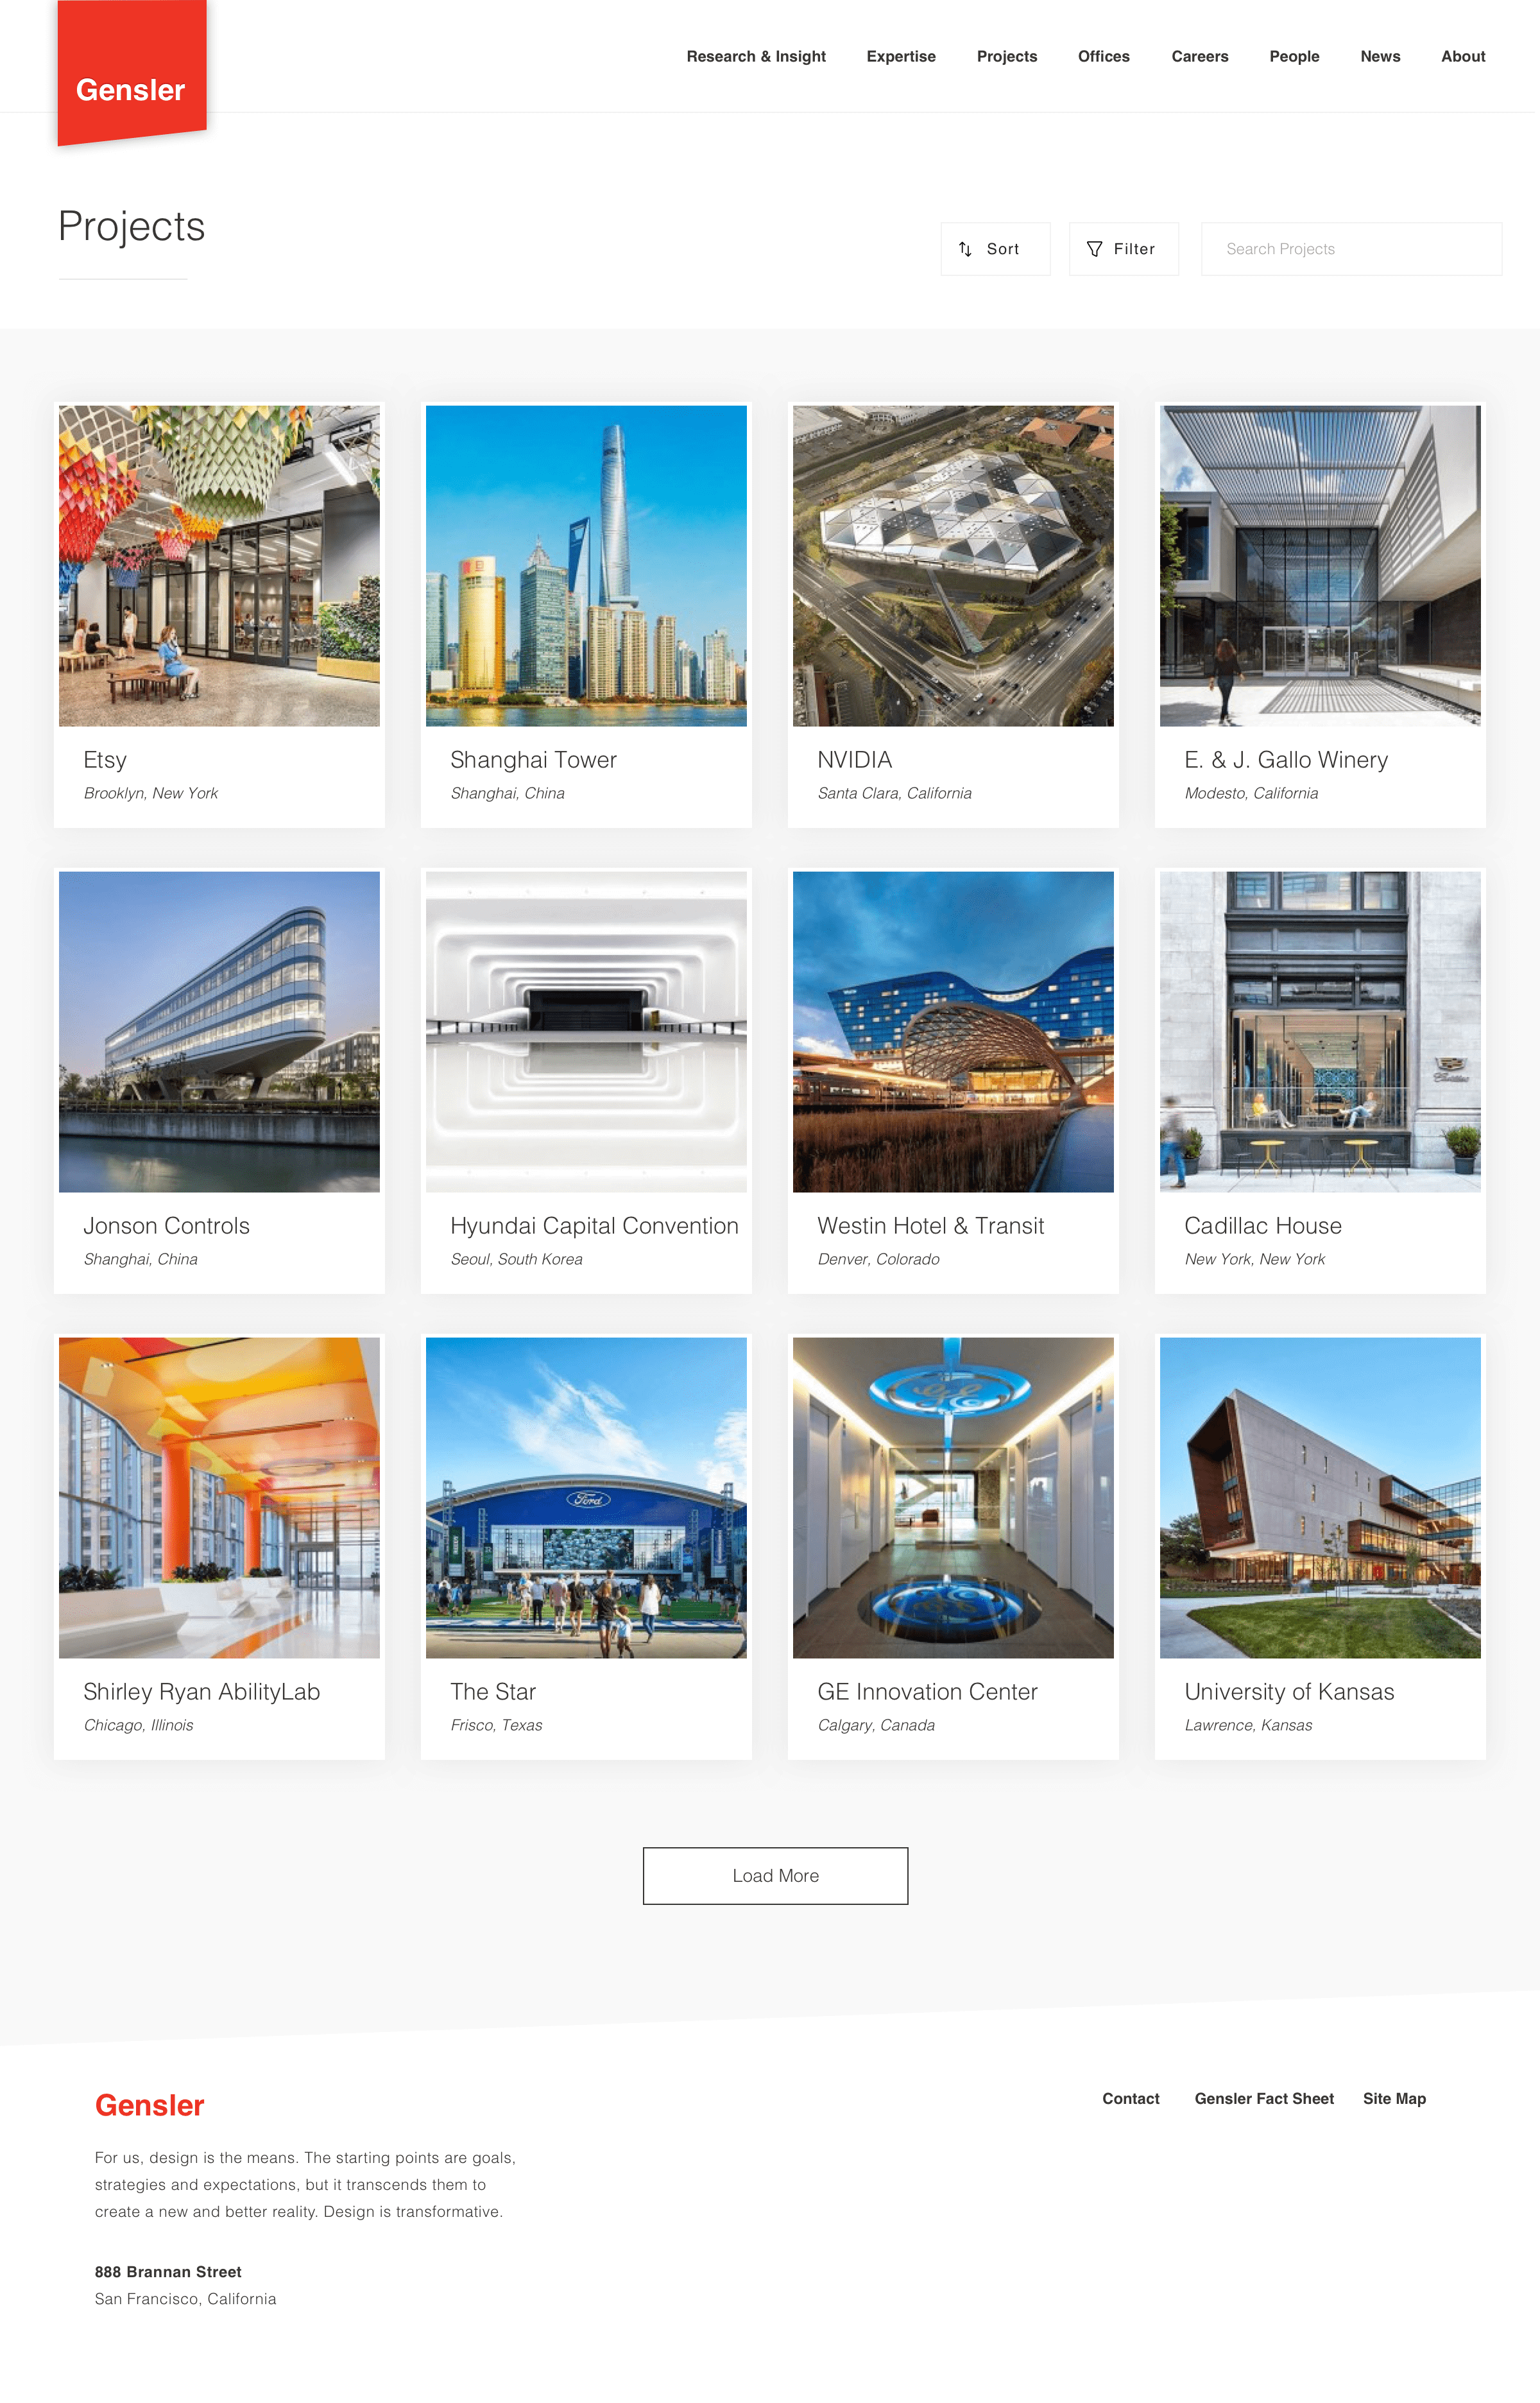 Gensler
Research & Insight Expertise Projects Offices Careers People News About
Projects
Sort Filter Search Projects
Etsy
Brooklyn, New York
Shanghai Tower
Shanghai, China
NVIDIA
Santa Clara, California
E. & J. Gallo Winery
Modesto, California
Jonson Controls
Shanghai, China
Hyundai Capital Convention
Seoul, South Korea
Westin Hotel & Transit
Denver, Colorado
Cadillac
Cadillac House
New York, New York
Shirley Ryan AbilityLab
Chicago, Illinois
Ford
The Star
Frisco, Texas
GE
GE Innovation Center
Calgary, Canada
University of Kansas
Lawrence, Kansas
Load More
Gensler
Contact Gensler Fact Sheet Site Map
For us, design is the means. The starting points are goals,
strategies and expectations, but it transcends them to
create a new and better reality. Design is transformative.
888 Brannan Street
San Francisco, California